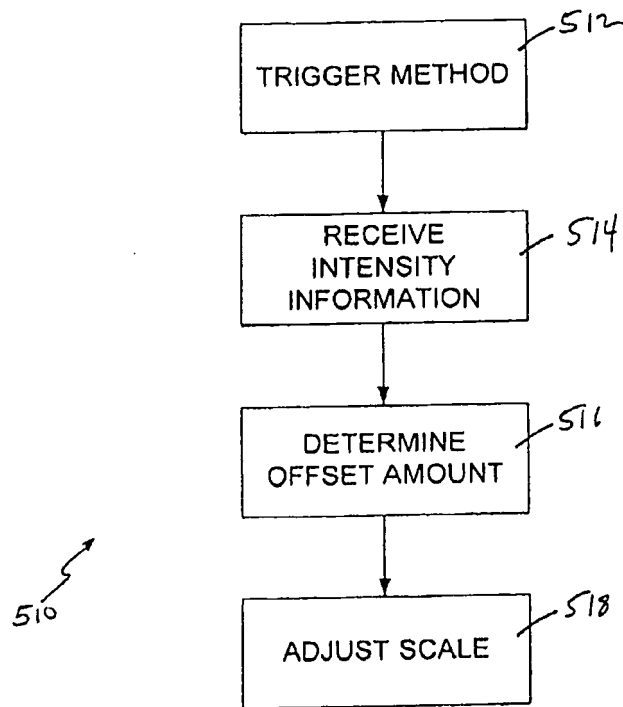 512
TRIGGER METHOD
514
RECEIVE
INTENSITY
INFORMATION
516
DETERMINE
OFFSET AMOUNT
510
518
ADJUST SCALE